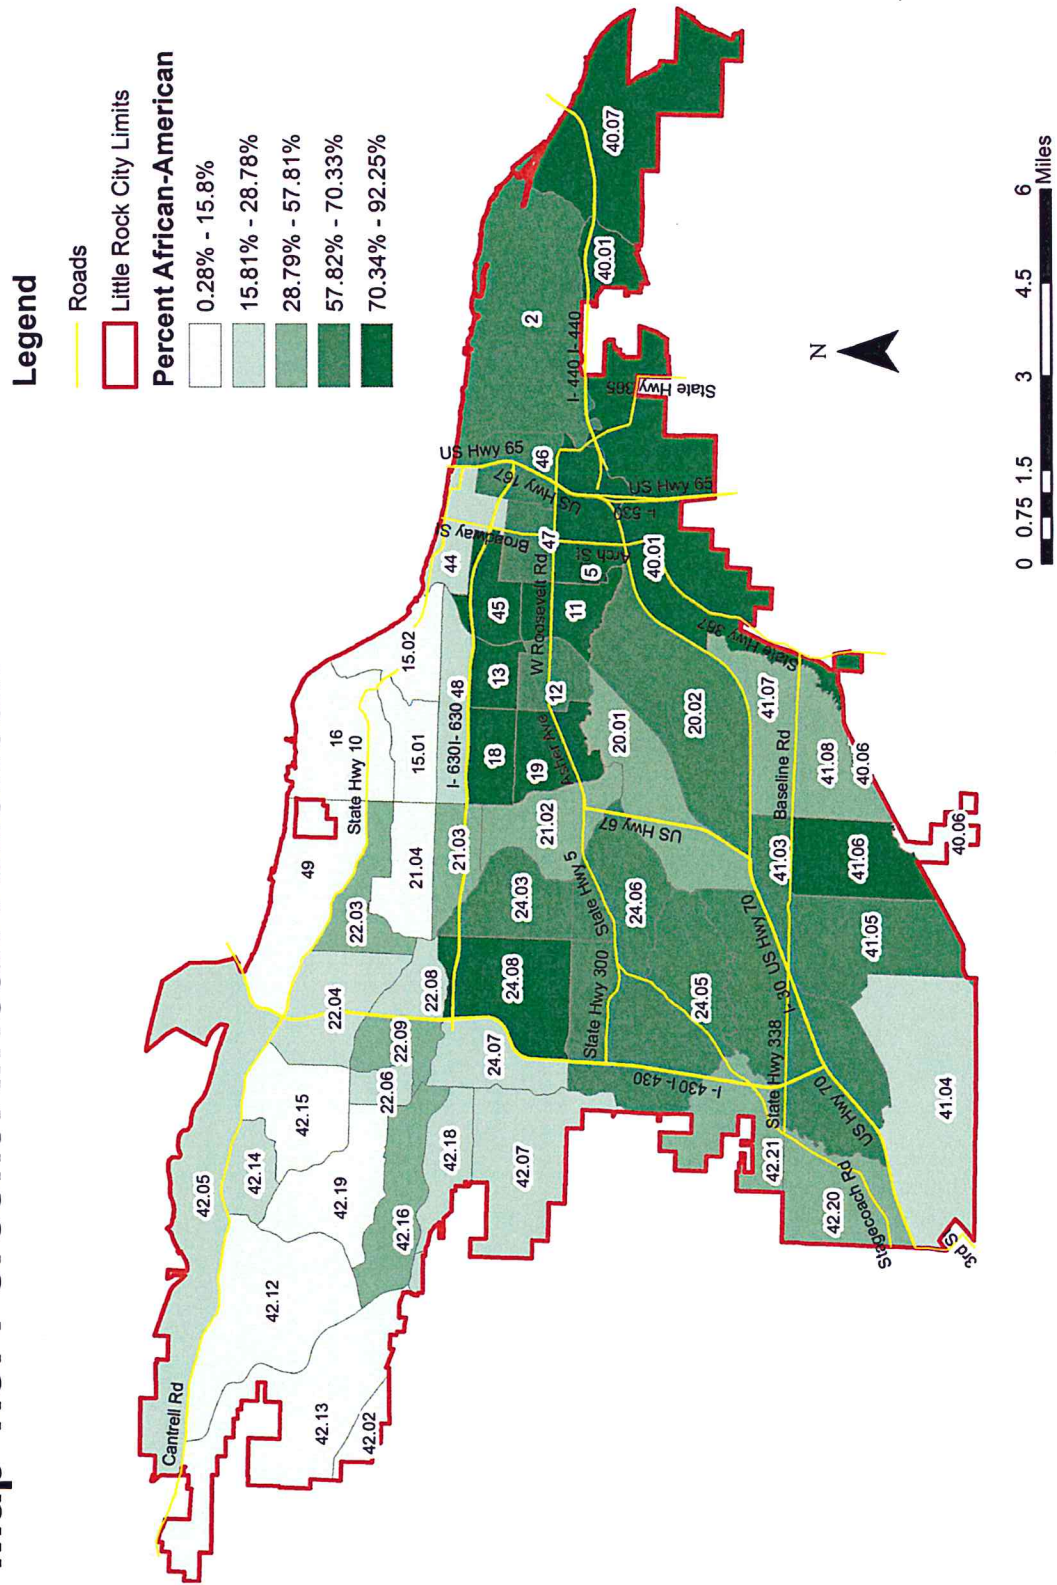 Legend
Roads
Little Rock City Limits
Percent African-American
0.28% - 15.8%
15.81% - 28.78%
28.79% - 57.81%
57.82% - 70.33%
70.34% - 92.25%
Cantrell Rd
42.05
42.12
42.13
42.02
42.14
42.15
42.19
42.16
42.18
42.07
22.04
22.06
22.09
22.08
24.07
22.03
49
State Hwy 10
16
15.02
15.01
21.04
21.03
I- 630
I- 630
48
44
18
13
45
19
12
11
W Roosevelt Rd
Asher Ave
Broadway St
47
5
Arch St
46
US Hwy 65
US Hwy 167
2
I- 440
I- 440
40.01
40.07
State Hwy 365
US Hwy 65
I- 530
40.01
State Hwy 367
21.02
24.03
24.08
State Hwy 5
State Hwy 300
24.06
24.05
US Hwy 67
20.01
20.02
41.07
Baseline Rd
41.08
40.06
40.06
41.03
41.06
41.05
US Hwy 70
I- 30
State Hwy 338
I- 430
I- 430
42.21
42.20
Stagecoach Rd
US Hwy 70
41.04
3rd S
N
0 0.75 1.5 3 4.5 6
Miles